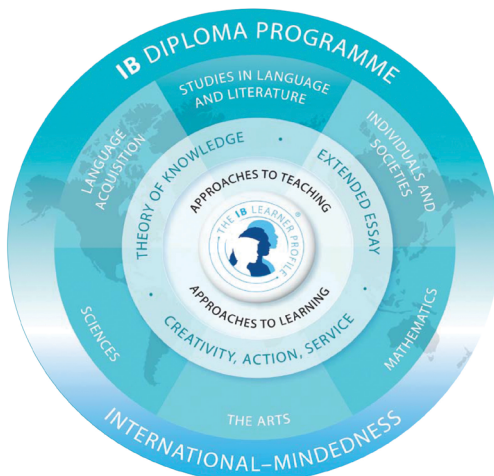 IB DIPLOMA PROGRAMME
STUDIES IN LANGUAGE
AND LITERATURE
LANGUAGE
ACQUISITION
INDIVIDUALS AND
SOCIETIES
THEORY OF KNOWLEDGE
·
EXTENDED ESSAY
APPROACHES TO TEACHING
THE IB LEARNER PROFILE
®
APPROACHES TO LEARNING
·
·
CREATIVITY, ACTION, SERVICE
SCIENCES
MATHEMATICS
THE ARTS
INTERNATIONAL–MINDEDNESS